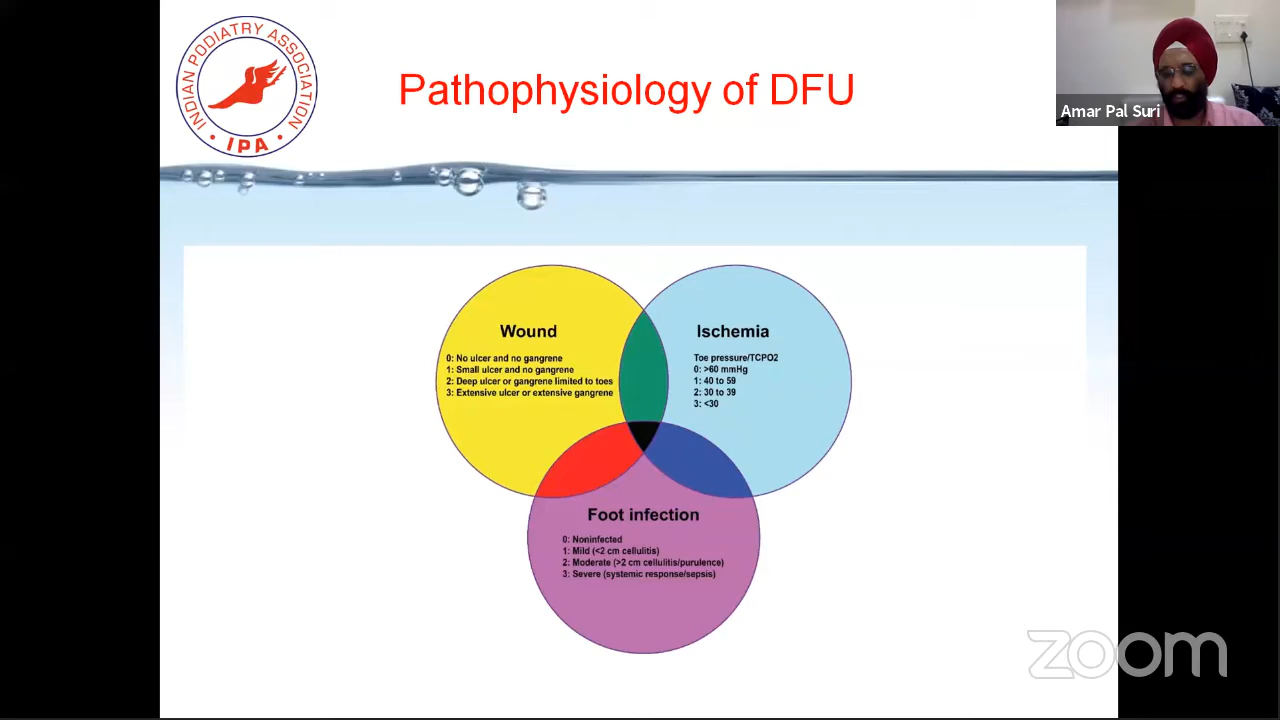 INDIAN PODIATRY ASSOCIATION
• IPA •
Pathophysiology of DFU
Amar Pal Suri
Wound
0: No ulcer and no gangrene
1: Small ulcer and no gangrene
2: Deep ulcer or gangrene limited to toes
3: Extensive ulcer or extensive gangrene
Ischemia
Toe pressure/TCPO2
0: >60 mmHg
1: 40 to 59
2: 30 to 39
3: <30
Foot infection
0: Noninfected
1: Mild (<2 cm cellulitis)
2: Moderate (>2 cm cellulitis/purulence)
3: Severe (systemic response/sepsis)
zoom